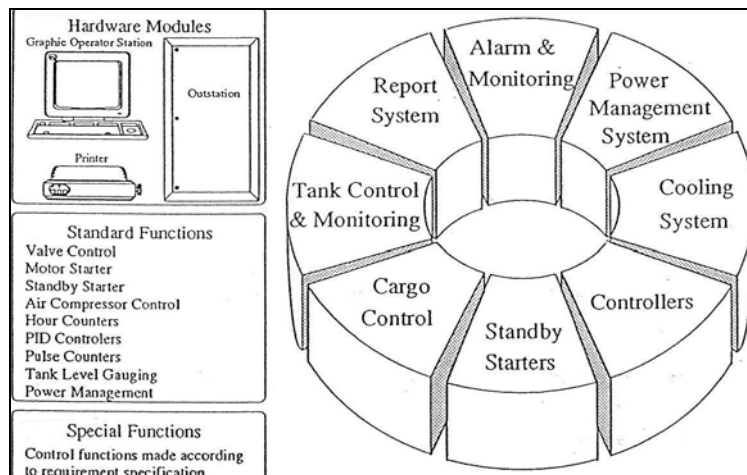 Hardware Modules
Graphic Operator Station
Outstation
Printer
Standard Functions
Valve Control
Motor Starter
Standby Starter
Air Compressor Control
Hour Counters
PID Controlers
Pulse Counters
Tank Level Gauging
Power Management
Special Functions
Control functions made according
to requirement specification
Alarm &
Monitoring
Power
Management
System
Cooling
System
Controllers
Standby
Starters
Cargo
Control
Tank Control
& Monitoring
Report
System